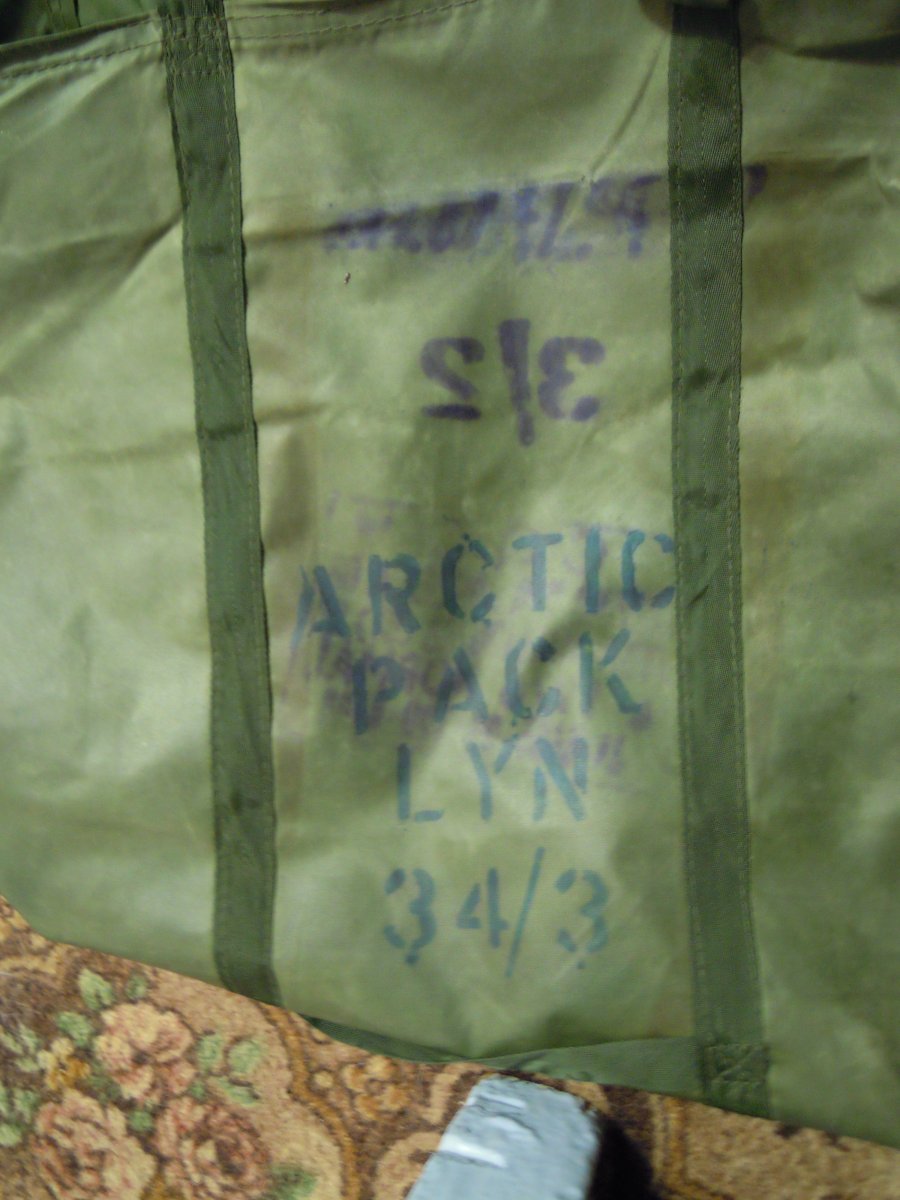 3/2
ARCTIC
PACK
LYN
34/3